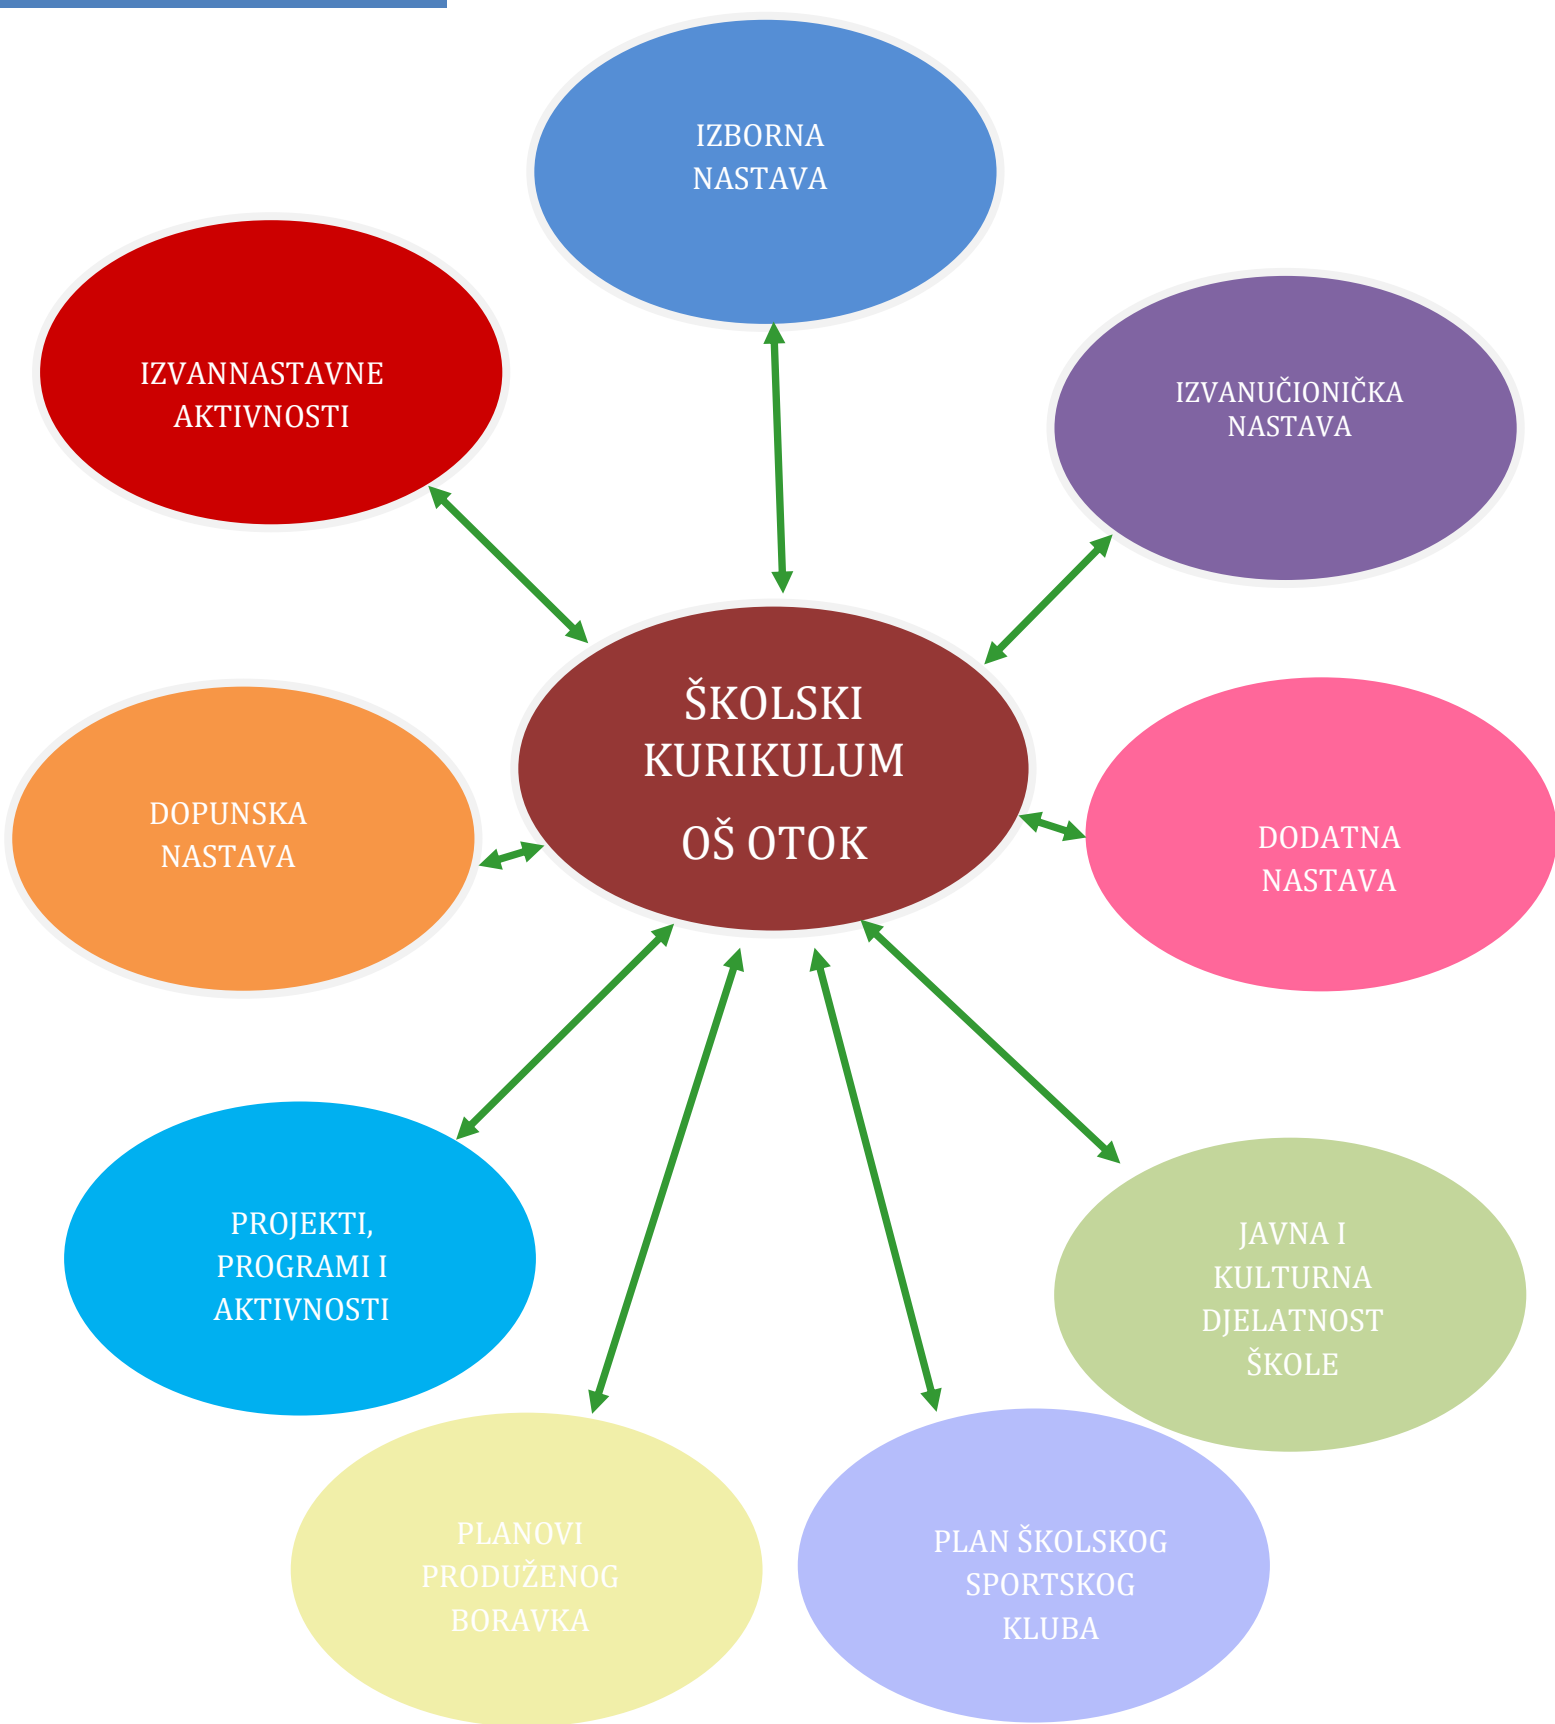 IZBORNA
NASTAVA
IZVANNASTAVNE
AKTIVNOSTI
IZVANUČIONIČKA
NASTAVA
ŠKOLSKI
KURIKULUM
OŠ OTOK
DOPUNSKA
NASTAVA
DODATNA
NASTAVA
PROJEKTI,
PROGRAMI I
AKTIVNOSTI
JAVNA I
KULTURNA
DJELATNOST
ŠKOLE
PLANOVI
PRODUŽENOG
BORAVKA
PLAN ŠKOLSKOG
SPORTSKOG
KLUBA